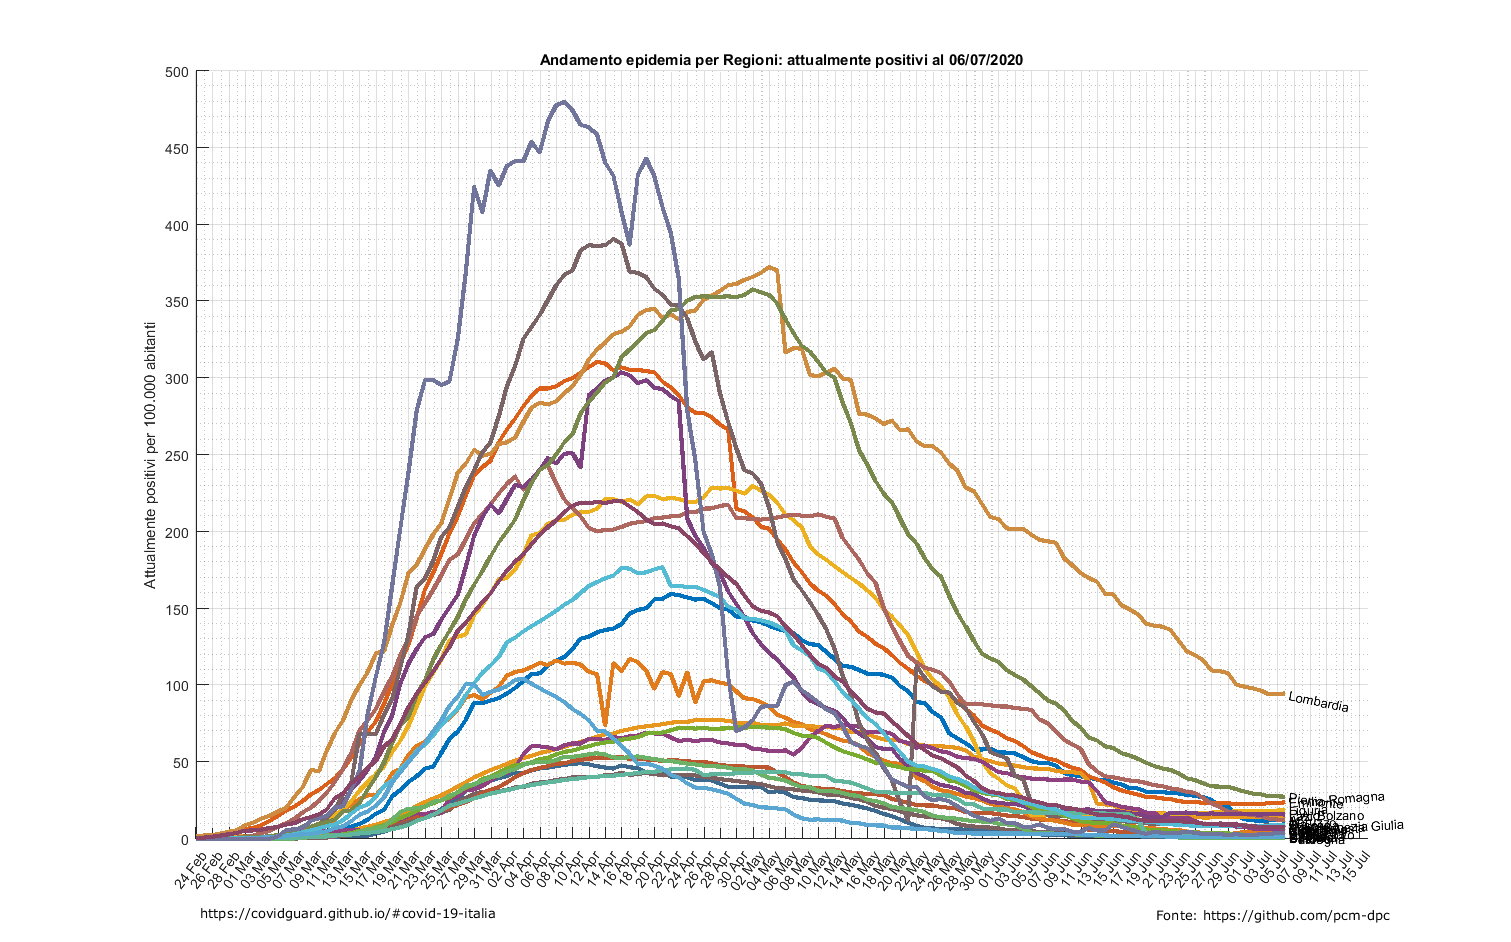 Andamento epidemia per Regioni: attualmente positivi al 06/07/2020
Attualmente positivi per 100.000 abitanti
500
450
400
350
300
250
200
150
100
50
0
24 Feb
26 Feb
28 Feb
01 Mar
03 Mar
05 Mar
07 Mar
09 Mar
11 Mar
13 Mar
15 Mar
17 Mar
19 Mar
21 Mar
23 Mar
25 Mar
27 Mar
29 Mar
31 Mar
02 Apr
04 Apr
06 Apr
08 Apr
10 Apr
12 Apr
14 Apr
16 Apr
18 Apr
20 Apr
22 Apr
24 Apr
26 Apr
28 Apr
30 Apr
02 May
04 May
06 May
08 May
10 May
12 May
14 May
16 May
18 May
20 May
22 May
24 May
26 May
28 May
30 May
01 Jun
03 Jun
05 Jun
07 Jun
09 Jun
11 Jun
13 Jun
15 Jun
17 Jun
19 Jun
21 Jun
23 Jun
25 Jun
27 Jun
29 Jun
01 Jul
03 Jul
05 Jul
07 Jul
09 Jul
11 Jul
13 Jul
15 Jul
Lombardia
Romagna
Bolzano
Giulia
https://covidguard.github.io/#covid-19-italia
Fonte: https://github.com/pcm-dpc